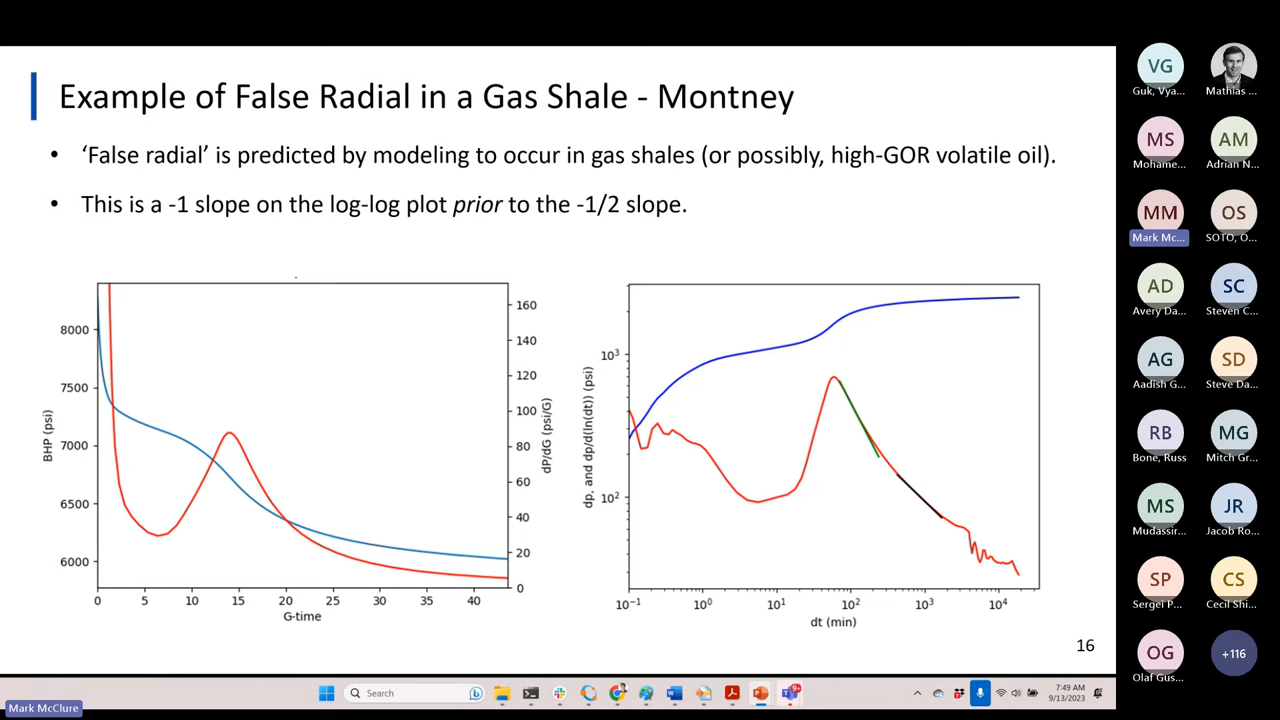 Example of False Radial in a Gas Shale - Montney
• 'False radial' is predicted by modeling to occur in gas shales (or possibly, high-GOR volatile oil).
• This is a -1 slope on the log-log plot prior to the -1/2 slope.
8000
7500
7000
6500
6000
BHP (psi)
160
140
120
100
80
60
40
20
0
dP/dG (psi/G)
0 5 10 15 20 25 30 35 40
G-time
10³
10²
dp, and dp/d(ln(dt)) (psi)
10⁻¹ 10⁰ 10¹ 10² 10³ 10⁴
dt (min)
16
VG
Guk, Vya...
Mathias ...
MS
Mohame...
AM
Adrian N...
MM
Mark Mc...
OS
SOTO, O...
AD
Avery Da...
SC
Steven C...
AG
Aadish G...
SD
Steve Da...
RB
Bone, Russ
MG
Mitch Gr...
MS
Mudassir...
JR
Jacob Ro...
SP
Sergei P...
CS
Cecil Shi...
OG
Olaf Gus...
+116
Search
7:49 AM
9/13/2023
Mark McClure